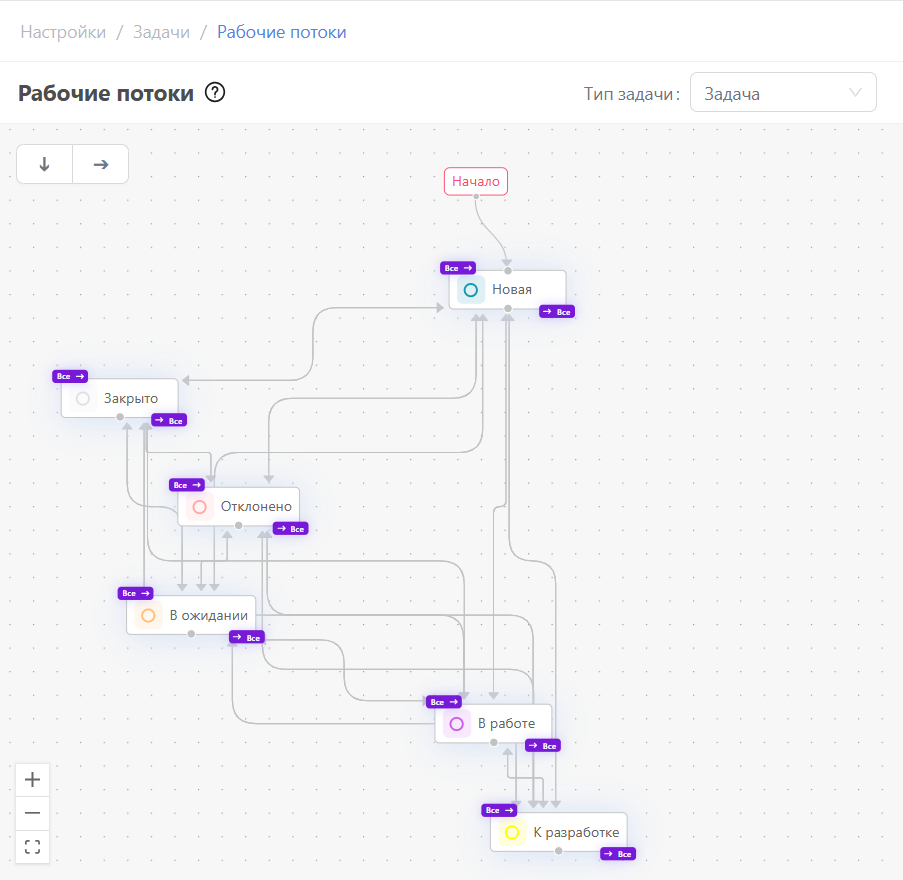 Настройки / Задачи / Рабочие потоки
Рабочие потоки
Тип задачи: Задача
Начало
Все →
Новая
→ Все
Все →
Закрыто
→ Все
Все →
Отклонено
→ Все
Все →
В ожидании
→ Все
Все →
В работе
→ Все
Все →
К разработке
→ Все